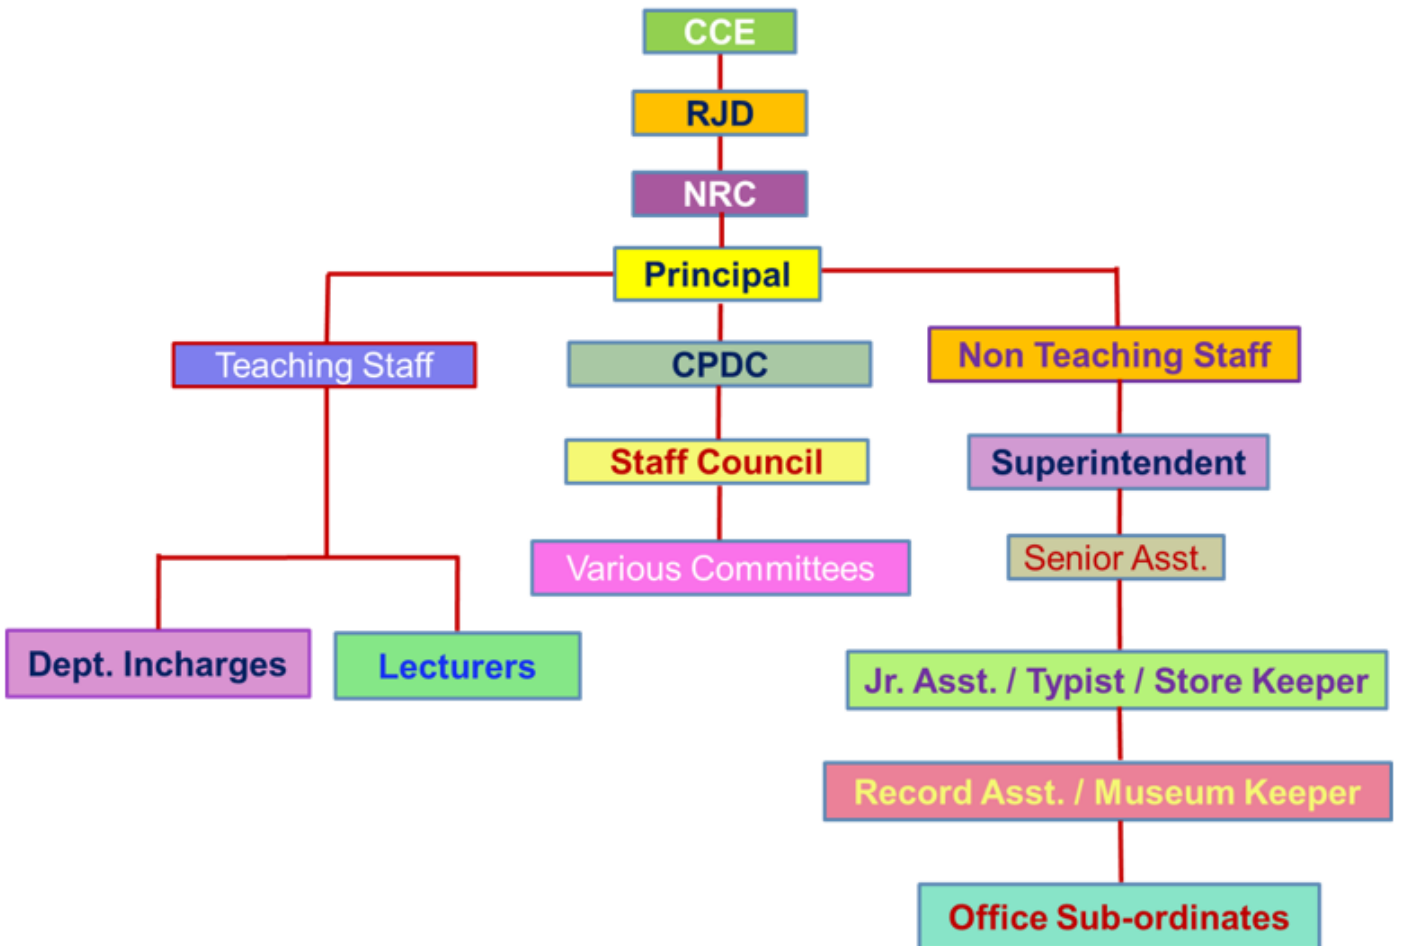 CCE
RJD
NRC
Principal
Teaching Staff
CPDC
Non Teaching Staff
Staff Council
Superintendent
Various Committees
Senior Asst.
Dept. Incharges
Lecturers
Jr. Asst. / Typist / Store Keeper
Record Asst. / Museum Keeper
Office Sub-ordinates